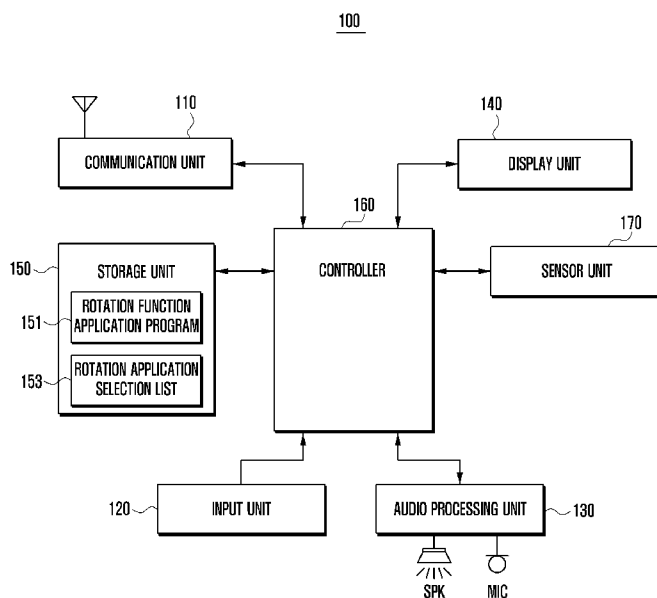 100
110
COMMUNICATION UNIT
140
DISPLAY UNIT
160
CONTROLLER
170
SENSOR UNIT
150
STORAGE UNIT
151
ROTATION FUNCTION
APPLICATION PROGRAM
153
ROTATION APPLICATION
SELECTION LIST
120
INPUT UNIT
AUDIO PROCESSING UNIT
130
SPK
MIC